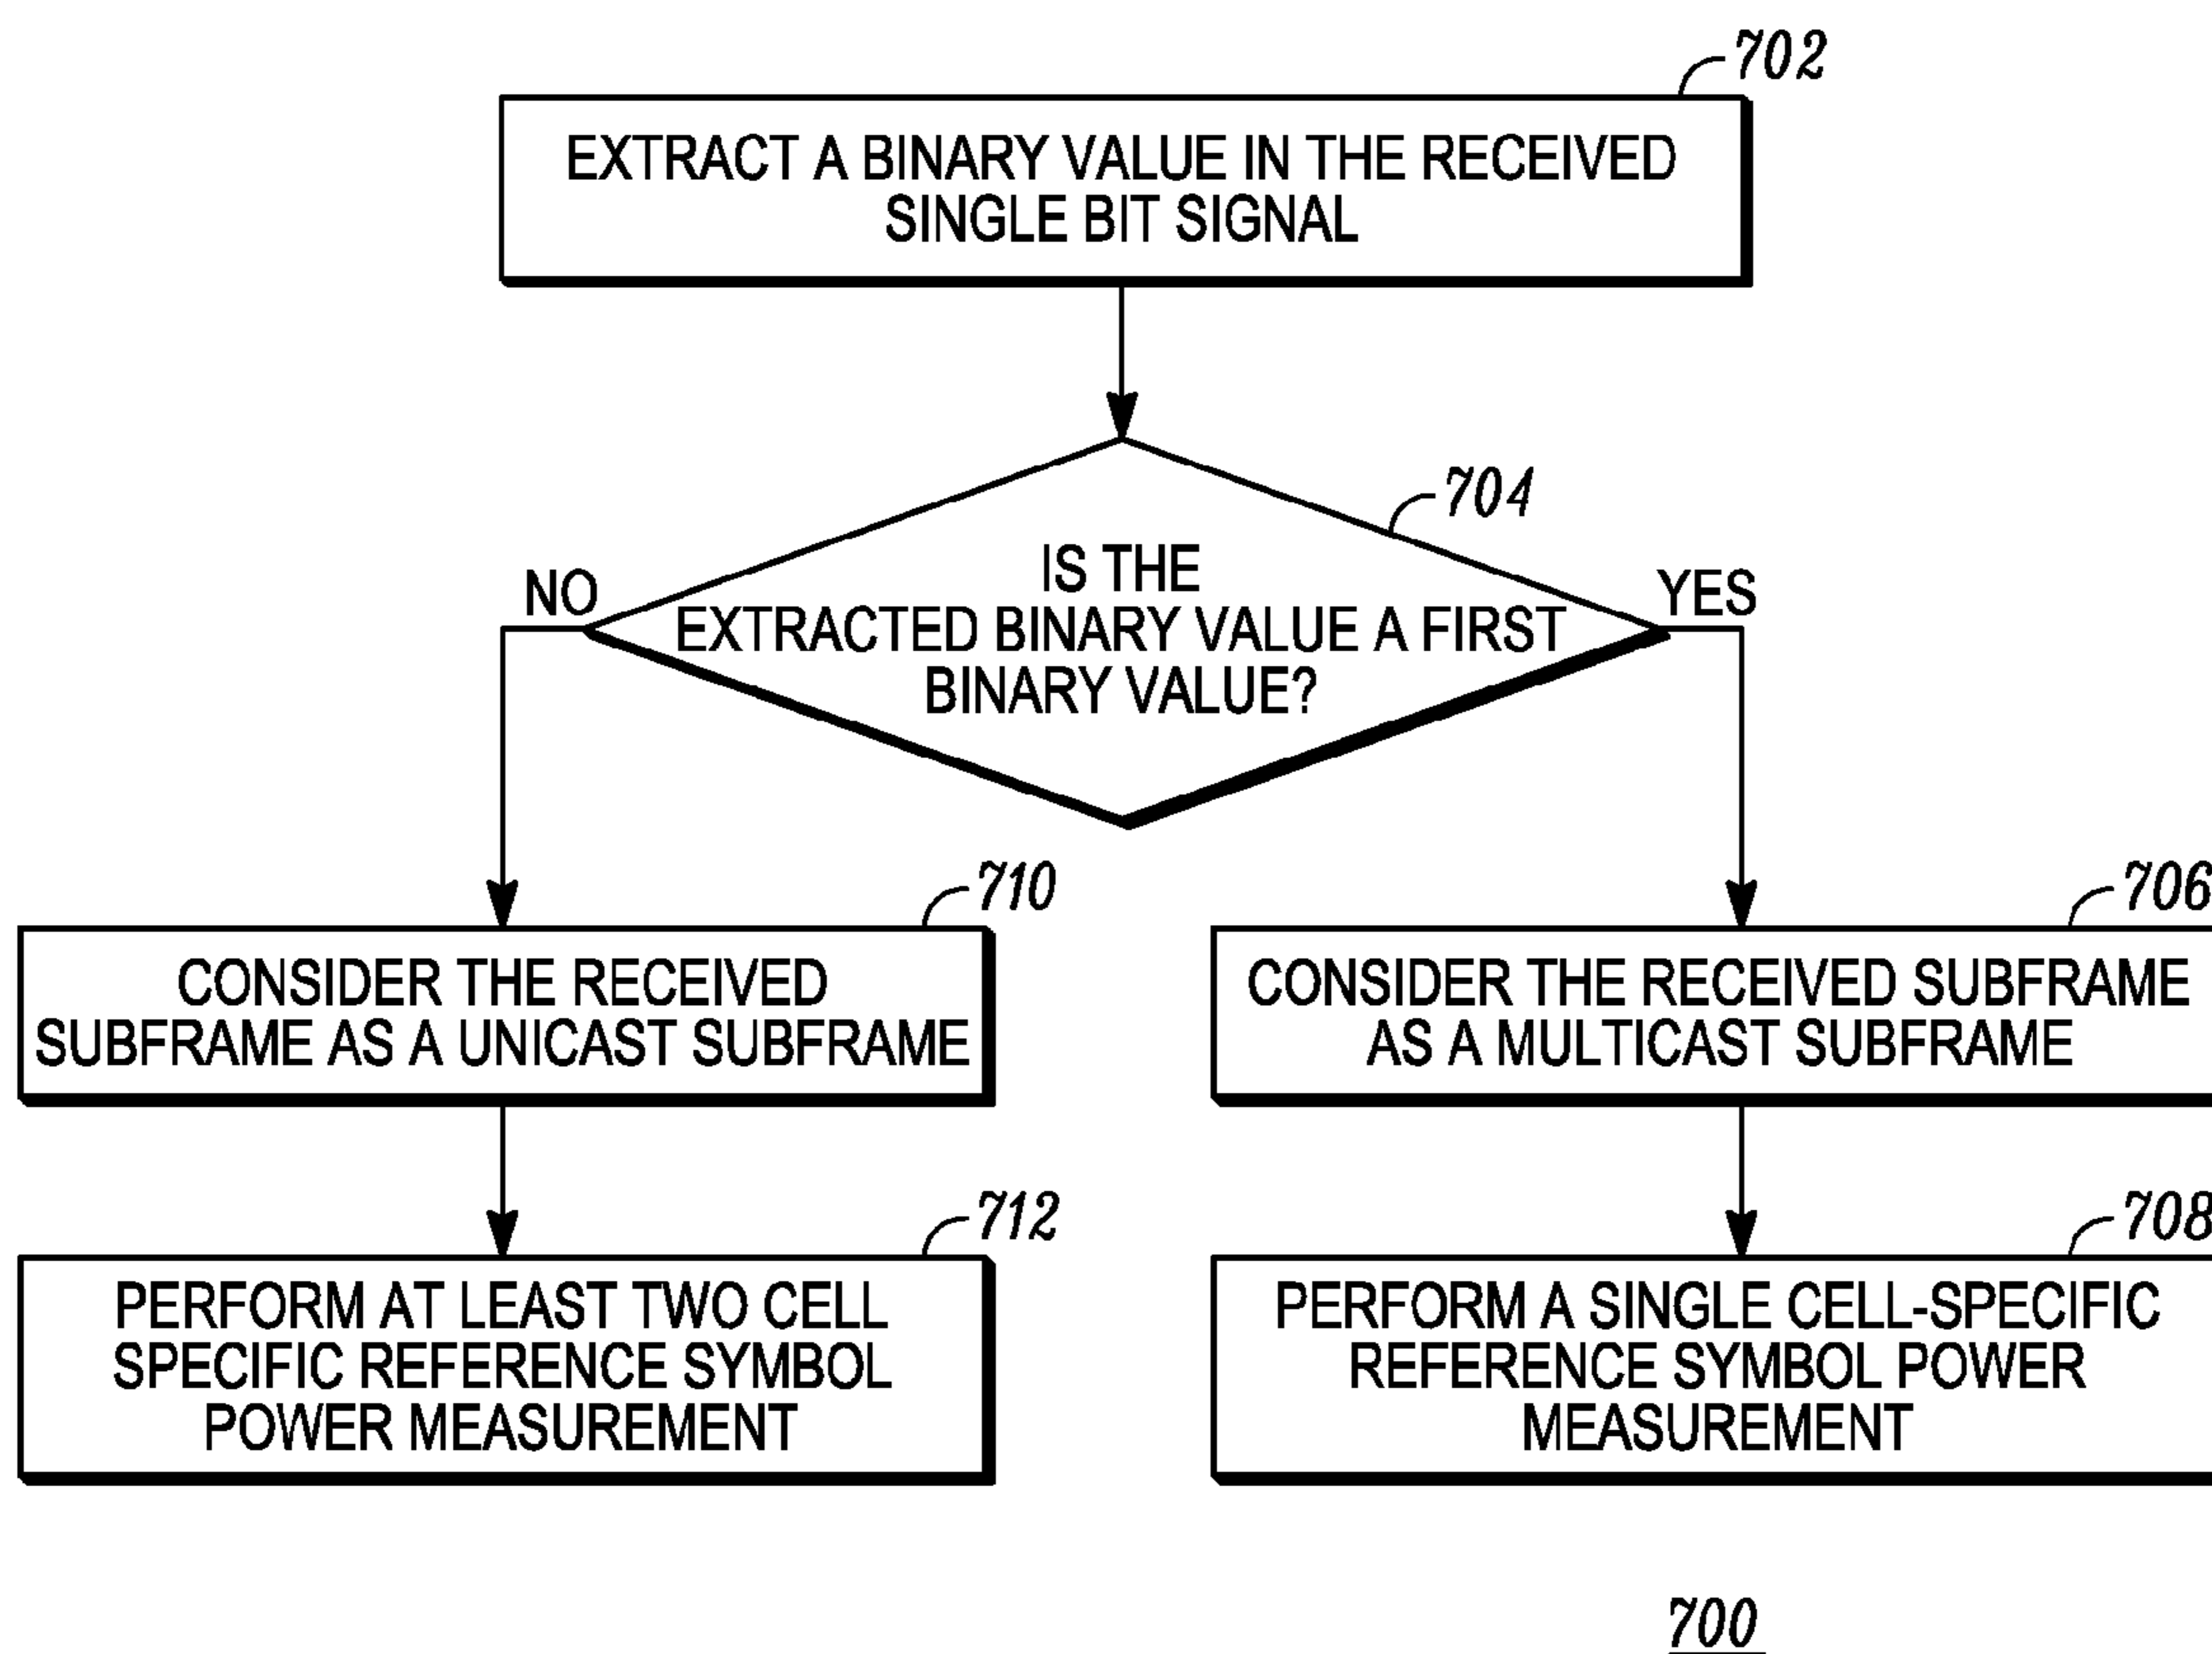 702
EXTRACT A BINARY VALUE IN THE RECEIVED
SINGLE BIT SIGNAL
704
IS THE
EXTRACTED BINARY VALUE A FIRST
BINARY VALUE?
NO
YES
710
CONSIDER THE RECEIVED
SUBFRAME AS A UNICAST SUBFRAME
706
CONSIDER THE RECEIVED SUBFRAME
AS A MULTICAST SUBFRAME
712
PERFORM AT LEAST TWO CELL
SPECIFIC REFERENCE SYMBOL
POWER MEASUREMENT
708
PERFORM A SINGLE CELL-SPECIFIC
REFERENCE SYMBOL POWER
MEASUREMENT
700